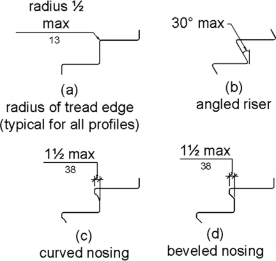 radius ½
max
13
30° max
(a)
radius of tread edge
(typical for all profiles)
(b)
angled riser
1½ max
38
1½ max
38
(c)
curved nosing
(d)
beveled nosing